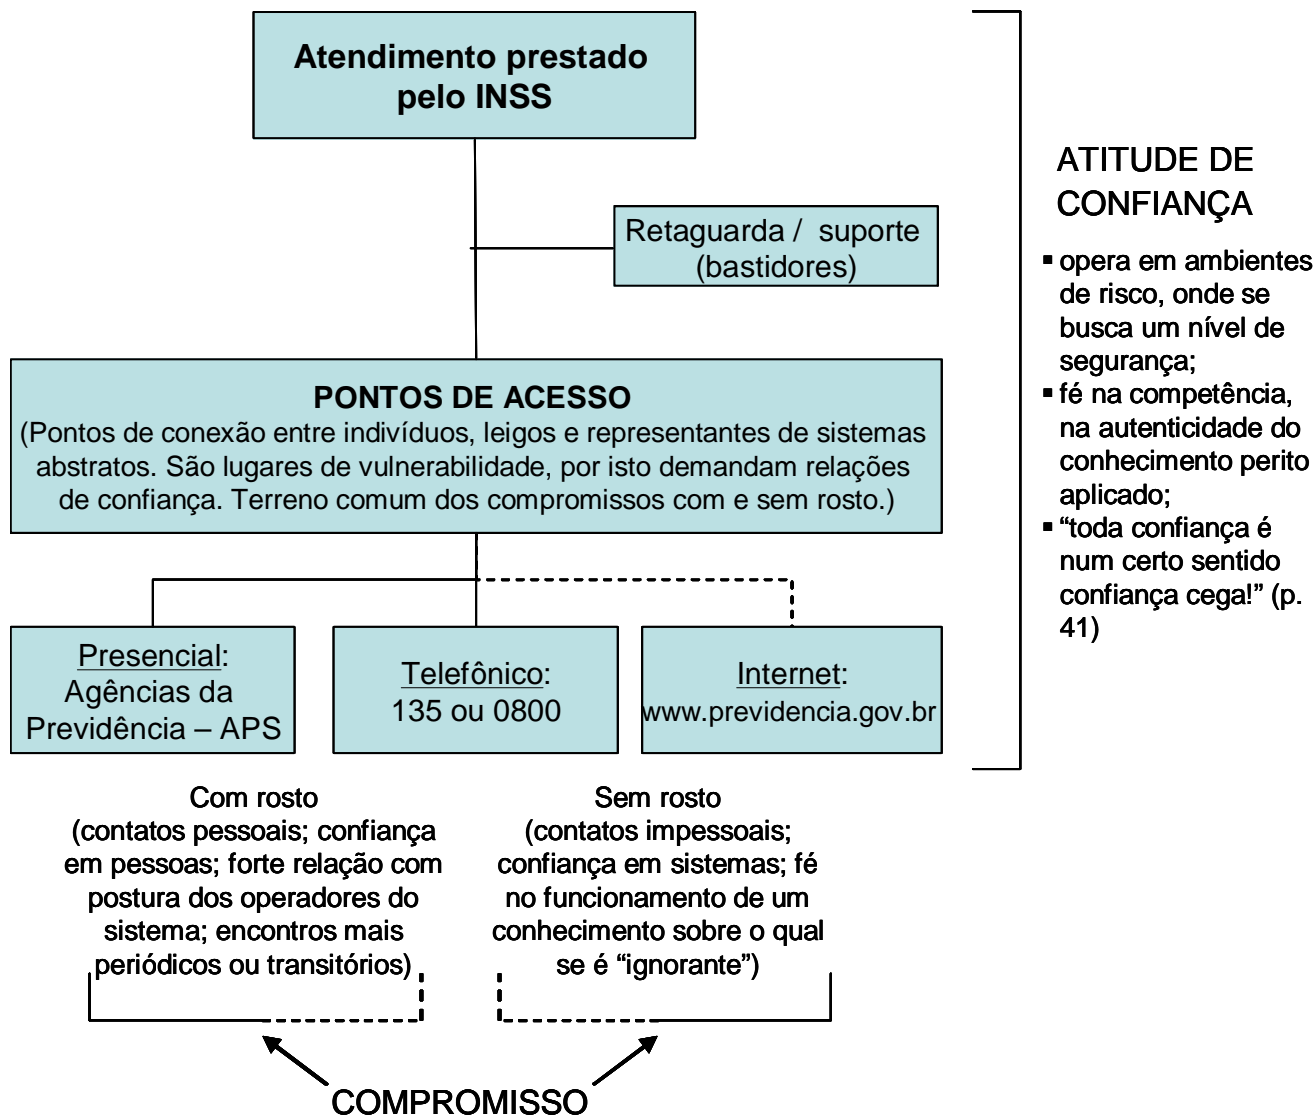 Atendimento prestado
pelo INSS
Retaguarda / suporte
(bastidores)
PONTOS DE ACESSO
(Pontos de conexão entre indivíduos, leigos e representantes de sistemas
abstratos. São lugares de vulnerabilidade, por isto demandam relações
de confiança. Terreno comum dos compromissos com e sem rosto.)
Presencial:
Agências da
Previdência – APS
Telefônico:
135 ou 0800
Internet:
www.previdencia.gov.br
Com rosto
(contatos pessoais; confiança
em pessoas; forte relação com
postura dos operadores do
sistema; encontros mais
periódicos ou transitórios)
Sem rosto
(contatos impessoais;
confiança em sistemas; fé
no funcionamento de um
conhecimento sobre o qual
se é “ignorante”)
COMPROMISSO
ATITUDE DE
CONFIANÇA
▪ opera em ambientes
de risco, onde se
busca um nível de
segurança;
▪ fé na competência,
na autenticidade do
conhecimento perito
aplicado;
▪ “toda confiança é
num certo sentido
confiança cega!” (p.
41)